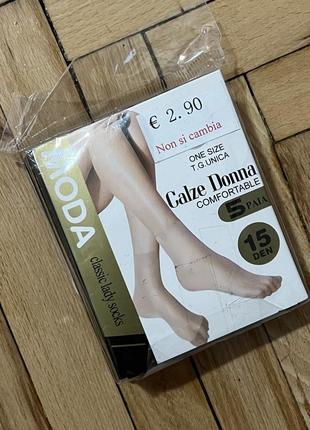 € 2.90
Non si cambia
ONE SIZE
T.G.UNICA
Calze Donna
COMFORTABLE
5 PAIA
15
DEN
MODA
classic lady socks